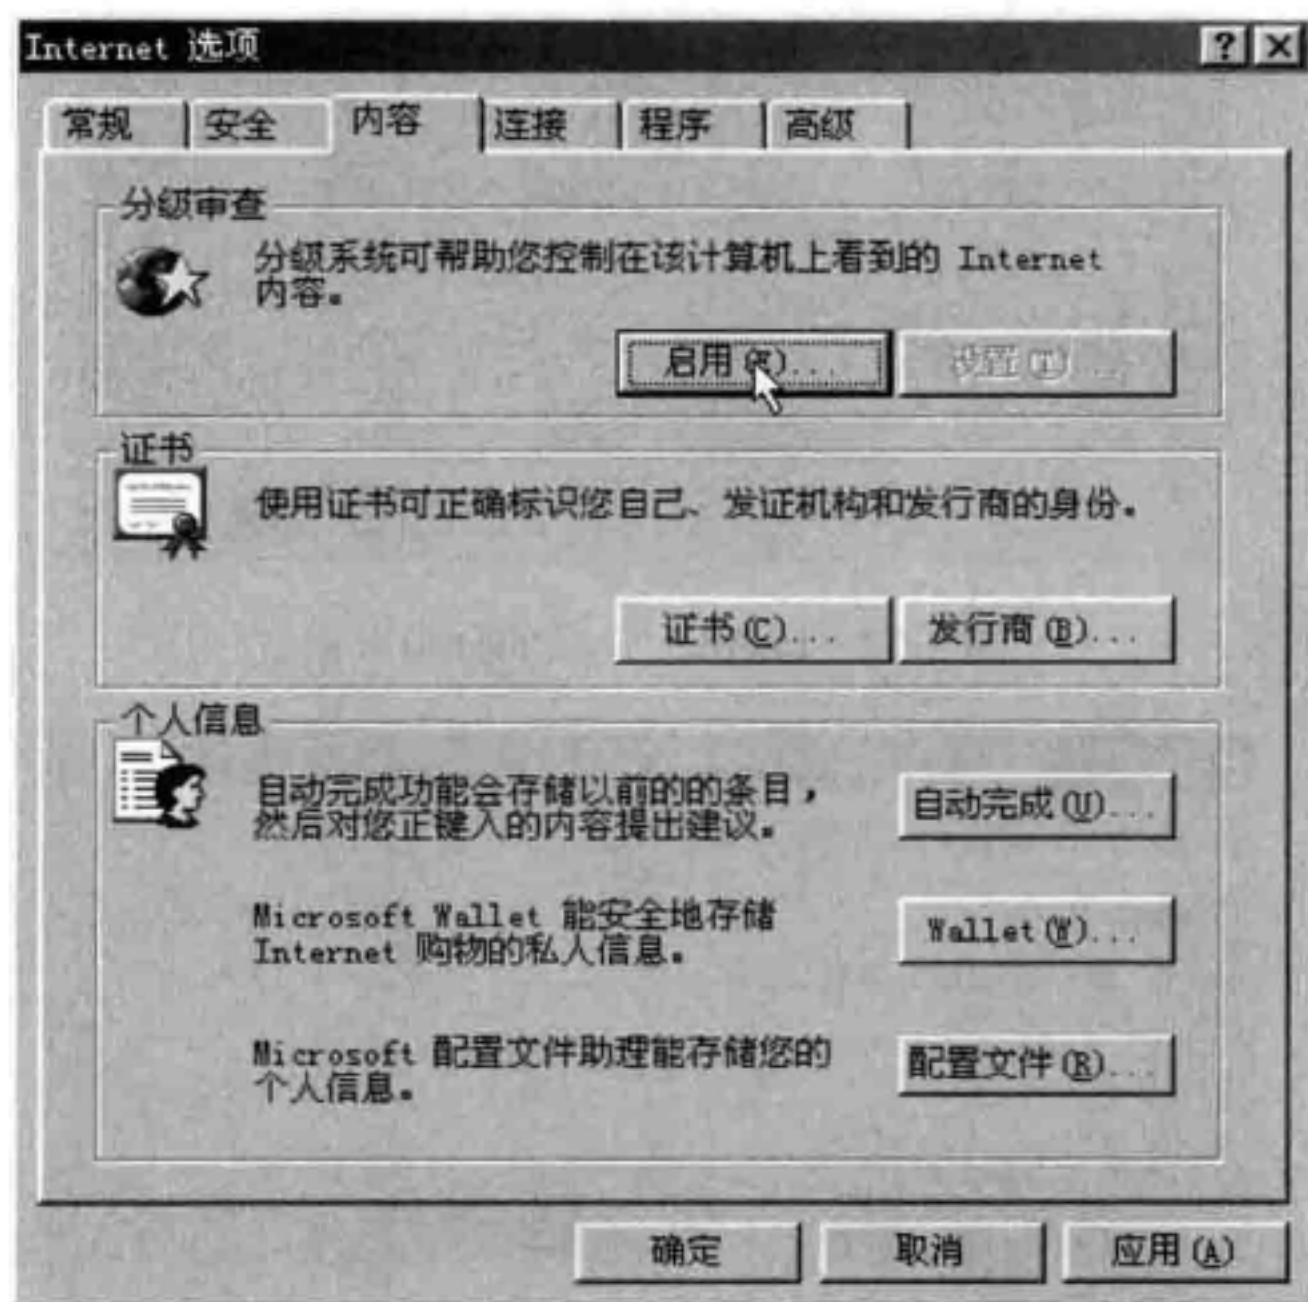 Internet 选项
常规 安全 内容 连接 程序 高级
分级审查
分级系统可帮助您控制在该计算机上看到的 Internet
内容。
启用... 设置(T)...
证书
使用证书可正确标识您自己、发证机构和发行商的身份。
证书(C)... 发行商(B)...
个人信息
自动完成功能会存储以前的的条目，
然后对您正键入的内容提出建议。
自动完成(U)...
Microsoft Wallet 能安全地存储
Internet 购物的私人信息。
Wallet(W)...
Microsoft 配置文件助理能存储您的
个人信息。
配置文件(R)...
确定 取消 应用(A)